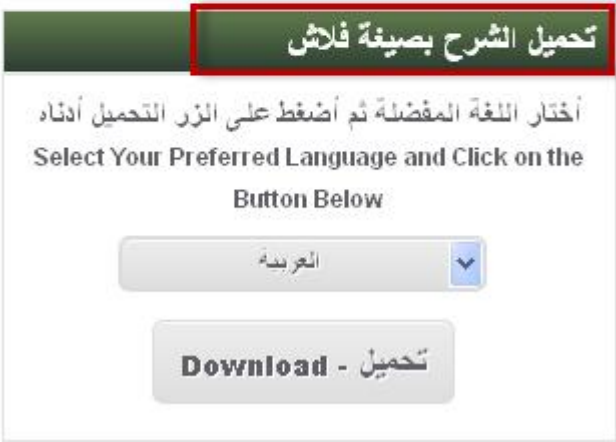 تحميل الشرح بصيغة فلاش
أختار اللغة المفضلة ثم أضغط على الزر التحميل أدناه
Select Your Preferred Language and Click on the
Button Below
العربية
تحميل - Download